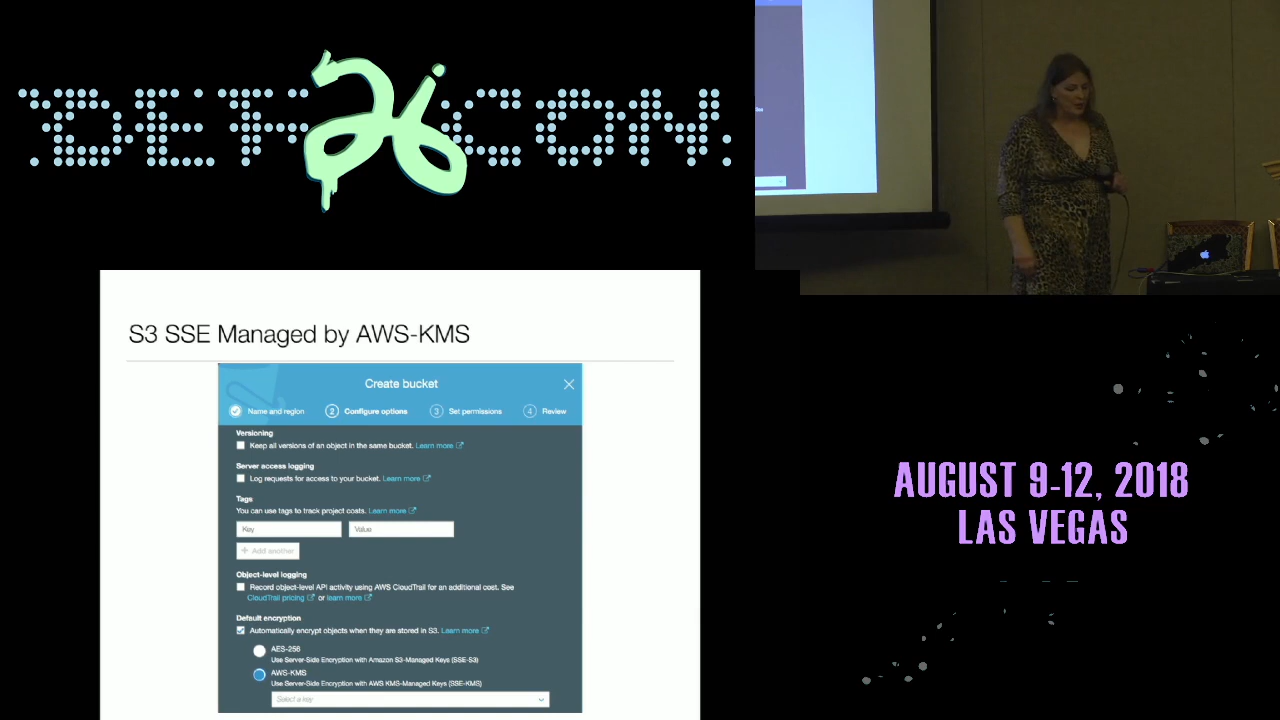 DEF 26 CON
S3 SSE Managed by AWS-KMS
Create bucket
Name and region
2 Configure options
3 Set permissions
4 Review
Versioning
Keep all versions of an object in the same bucket. Learn more
Server access logging
Log requests for access to your bucket. Learn more
Tags
You can use tags to track project costs. Learn more
Key
Value
+ Add another
Object-level logging
Record object-level API activity using AWS CloudTrail for an additional cost. See
CloudTrail pricing or learn more
Default encryption
Automatically encrypt objects when they are stored in S3. Learn more
AES-256
Use Server-Side Encryption with Amazon S3-Managed Keys (SSE-S3)
AWS-KMS
Use Server-Side Encryption with AWS KMS-Managed Keys (SSE-KMS)
Select a key
AUGUST 9-12, 2018
LAS VEGAS